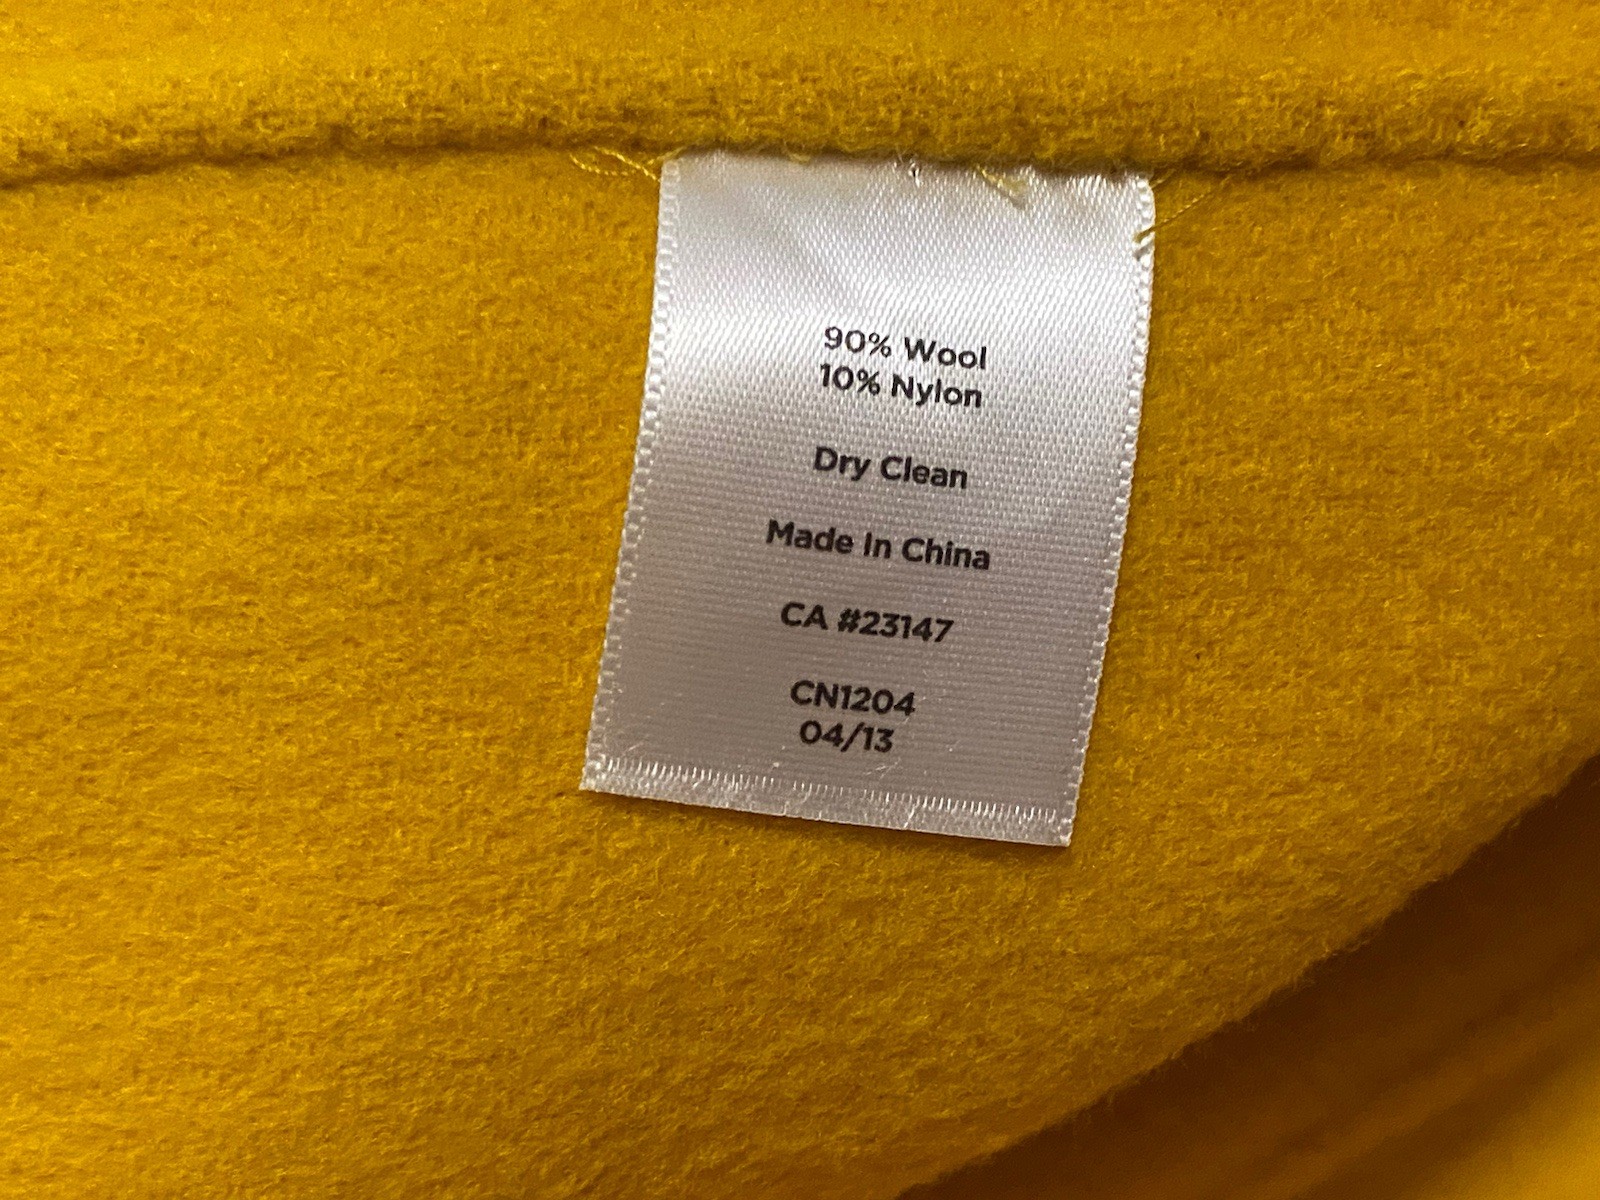 90% Wool
10% Nylon
Dry Clean
Made In China
CA #23147
CN1204
04/13